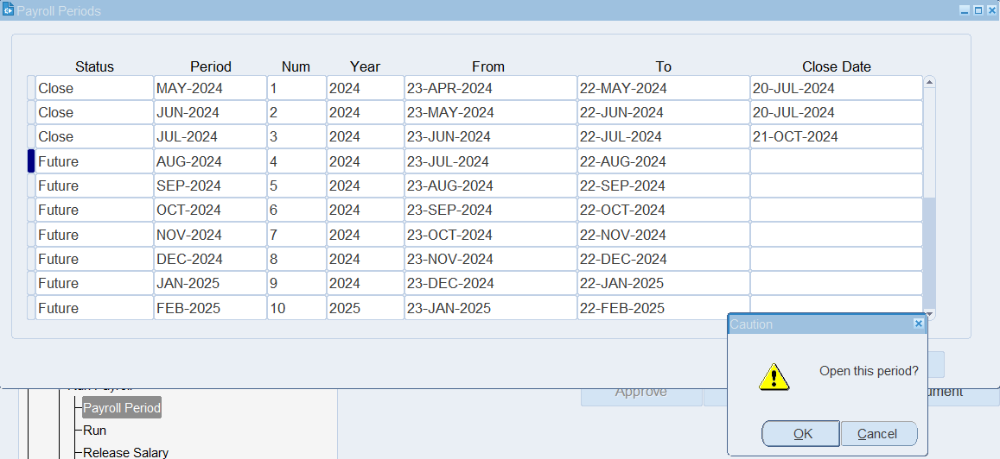 Payroll Periods
Status Period Num Year From To Close Date
Close MAY-2024 1 2024 23-APR-2024 22-MAY-2024 20-JUL-2024
Close JUN-2024 2 2024 23-MAY-2024 22-JUN-2024 20-JUL-2024
Close JUL-2024 3 2024 23-JUN-2024 22-JUL-2024 21-OCT-2024
Future AUG-2024 4 2024 23-JUL-2024 22-AUG-2024
Future SEP-2024 5 2024 23-AUG-2024 22-SEP-2024
Future OCT-2024 6 2024 23-SEP-2024 22-OCT-2024
Future NOV-2024 7 2024 23-OCT-2024 22-NOV-2024
Future DEC-2024 8 2024 23-NOV-2024 22-DEC-2024
Future JAN-2025 9 2024 23-DEC-2024 22-JAN-2025
Future FEB-2025 10 2025 23-JAN-2025 22-FEB-2025
Caution
Open this period?
OK Cancel
Approve
Payroll Period
Run
Release Salary